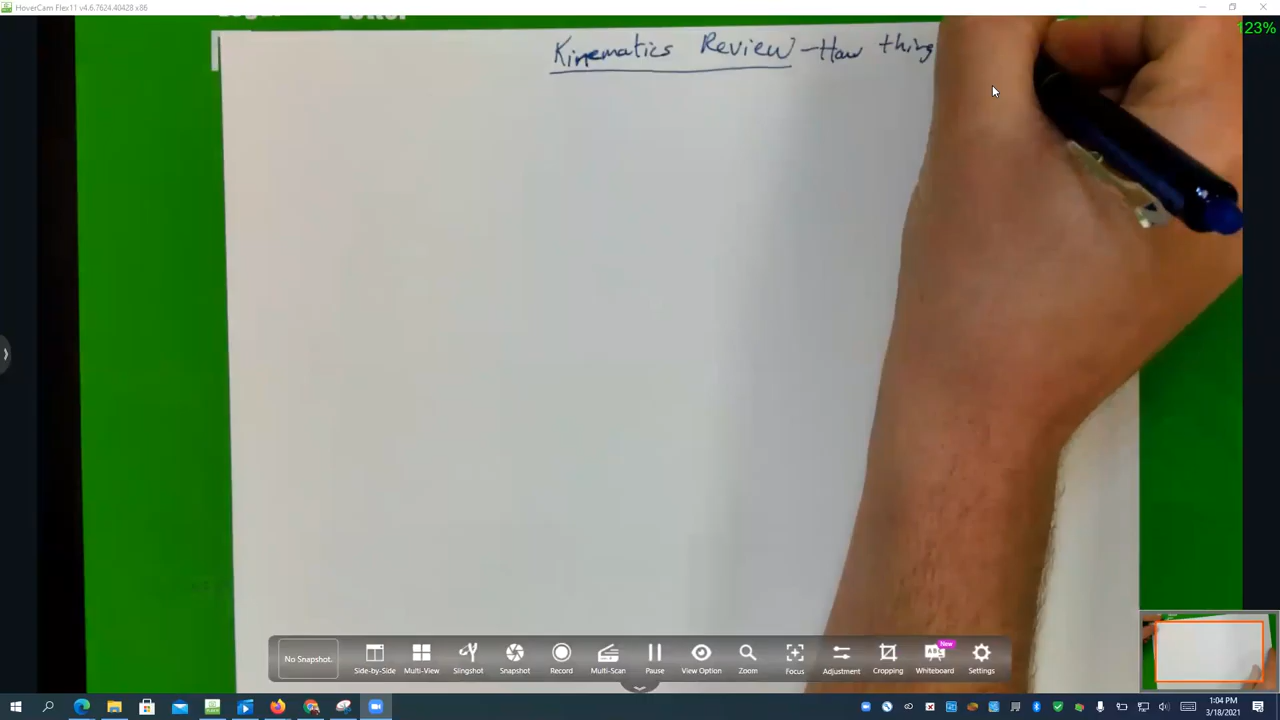 HoverCam Flex11 v4.6.7624.40428 x86
123%
Kinematics Review - How thing
No Snapshot.
Side-by-Side
Multi-View
Slingshot
Snapshot
Record
Multi-Scan
Pause
View Option
Zoom
Focus
Adjustment
Cropping
New
Whiteboard
Settings
1:04 PM
3/18/2021